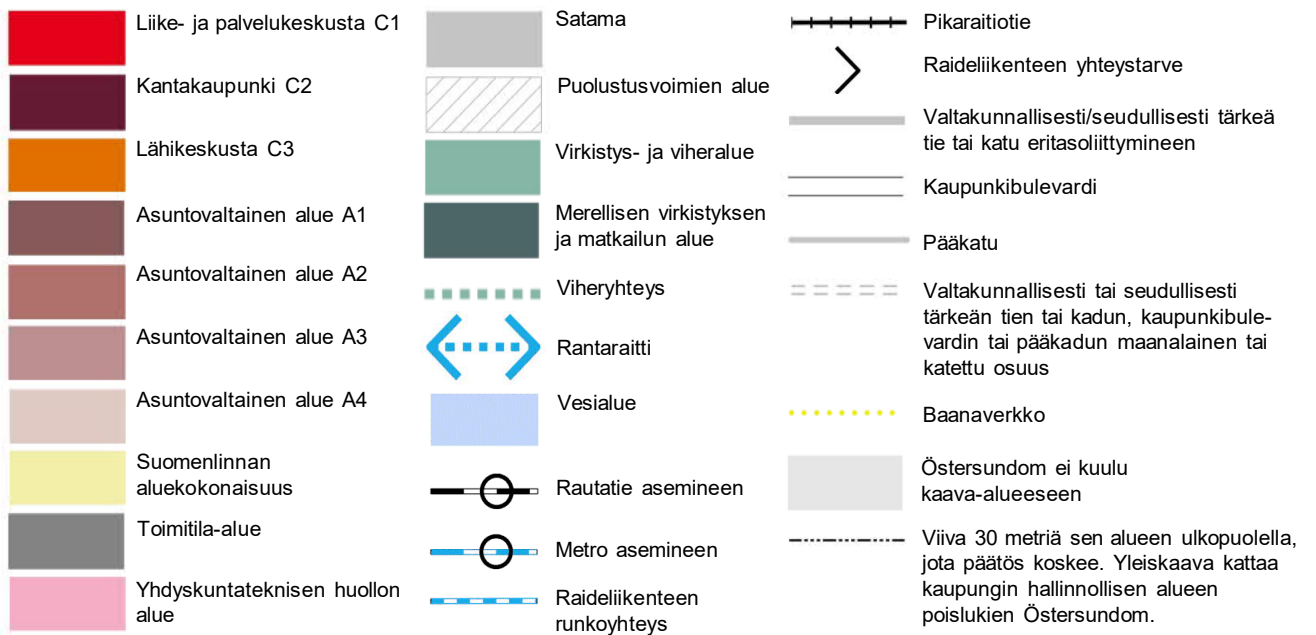 Liike- ja palvelukeskusta C1
Kantakaupunki C2
Lähikeskusta C3
Asuntovaltainen alue A1
Asuntovaltainen alue A2
Asuntovaltainen alue A3
Asuntovaltainen alue A4
Suomenlinnan
aluekokonaisuus
Toimitila-alue
Yhdyskuntateknisen huollon
alue
Satama
Puolustusvoimien alue
Virkistys- ja viheralue
Merellisen virkistyksen
ja matkailun alue
Viheryhteys
Rantaraitti
Vesialue
Rautatie asemineen
Metro asemineen
Raideliikenteen
runkoyhteys
Pikaraitiotie
Raideliikenteen yhteystarve
Valtakunnallisesti/seudullisesti tärkeä
tie tai katu eritasoliittymineen
Kaupunkibulevardi
Pääkatu
Valtakunnallisesti tai seudullisesti
tärkeän tien tai kadun, kaupunkibule-
vardin tai pääkadun maanalainen tai
katettu osuus
Baanaverkko
Östersundom ei kuulu
kaava-alueeseen
Viiva 30 metriä sen alueen ulkopuolella,
jota päätös koskee. Yleiskaava kattaa
kaupungin hallinnollisen alueen
poislukien Östersundom.